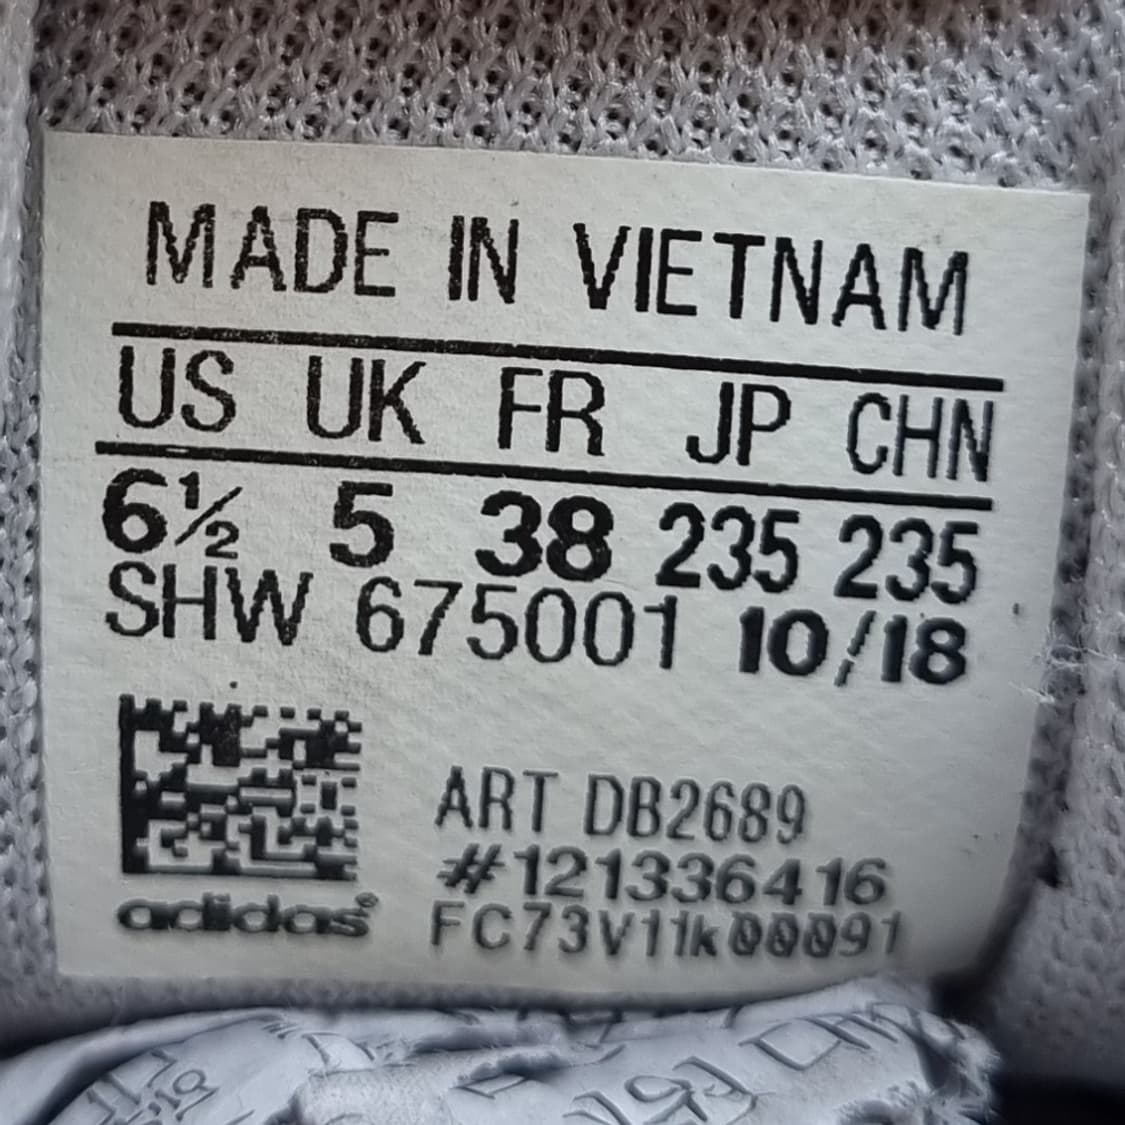 MADE IN VIETNAM
US UK FR JP CHN
6½ 5 38 235 235
SHW 675001 10/18
ART DB2689
#121336416
FC73V11k00091
adidas®